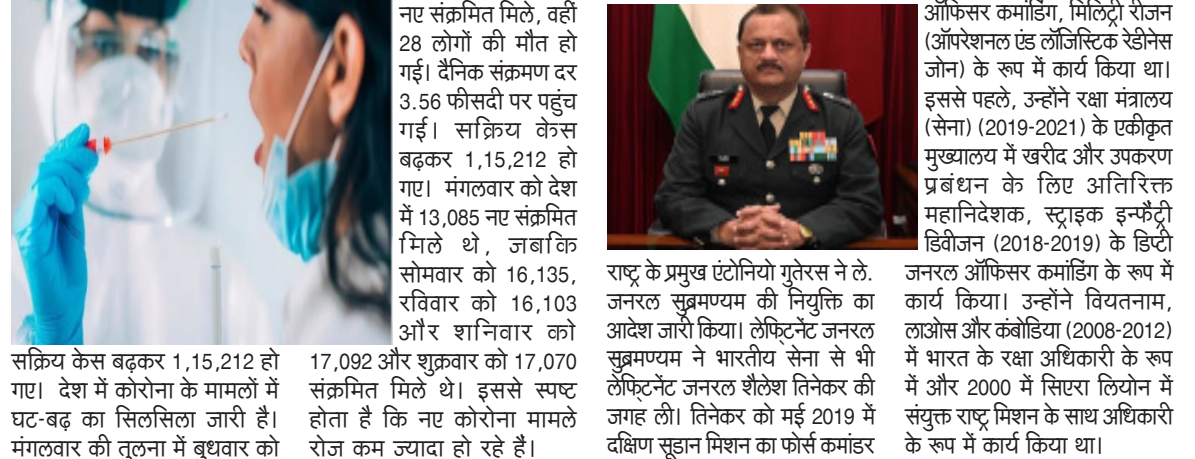 सक्रिय केस बढ़कर 1,15,212 हो
गए। देश में कोरोना के मामलों में
घट-बढ़ का सिलसिला जारी है।
मंगलवार की तुलना में बुधवार को
नए संक्रमित मिले, वहीं
28 लोगों की मौत हो
गई। दैनिक संक्रमण दर
3.56 फीसदी पर पहुंच
गई। सक्रिय केस
बढ़कर 1,15,212 हो
गए। मंगलवार को देश
में 13,085 नए संक्रमित
मिले थे, जबकि
सोमवार को 16,135,
रविवार को 16,103
और शनिवार को
17,092 और शुक्रवार को 17,070
संक्रमित मिले थे। इससे स्पष्ट
होता है कि नए कोरोना मामले
रोज कम ज्यादा हो रहे हैं।
राष्ट्र के प्रमुख एंटोनियो गुतेरस ने ले.
जनरल सुब्रमण्यम की नियुक्ति का
आदेश जारी किया। लेफ्टिनेंट जनरल
सुब्रमण्यम ने भारतीय सेना से भी
लेफ्टिनेंट जनरल शैलेश तिनेकर की
जगह ली। तिनेकर को मई 2019 में
दक्षिण सूडान मिशन का फोर्स कमांडर
ऑफिसर कमांडिंग, मिलिट्री रीजन
(ऑपरेशनल एंड लॉजिस्टिक रेडीनेस
जोन) के रूप में कार्य किया था।
इससे पहले, उन्होंने रक्षा मंत्रालय
(सेना) (2019-2021) के एकीकृत
मुख्यालय में खरीद और उपकरण
प्रबंधन के लिए अतिरिक्त
महानिदेशक, स्ट्राइक इन्फैंट्री
डिवीजन (2018-2019) के डिप्टी
जनरल ऑफिसर कमांडिंग के रूप में
कार्य किया। उन्होंने वियतनाम,
लाओस और कंबोडिया (2008-2012)
में भारत के रक्षा अधिकारी के रूप
में और 2000 में सिएरा लियोन में
संयुक्त राष्ट्र मिशन के साथ अधिकारी
के रूप में कार्य किया था।